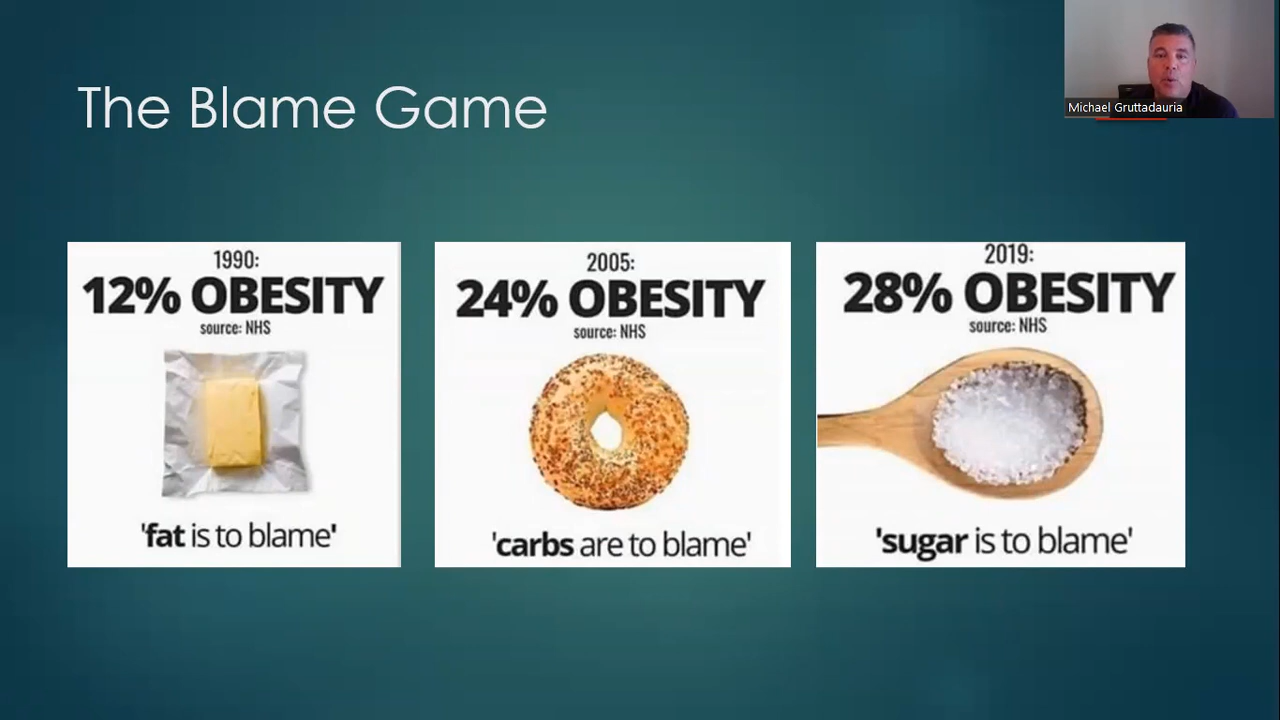 The Blame Game
Michael Gruttadauria
1990:
12% OBESITY
source: NHS
'fat is to blame'
2005:
24% OBESITY
source: NHS
'carbs are to blame'
2019:
28% OBESITY
source: NHS
'sugar is to blame'